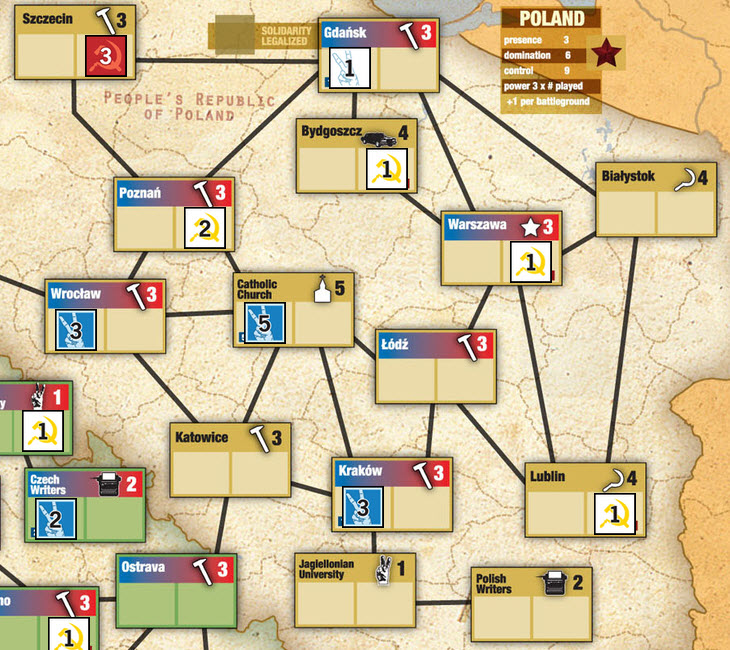 Szczecin 3
3
SOLIDARITY
LEGALIZED
Gdańsk 3
1
POLAND
presence 3
domination 6
control 9
power 3 x # played
+1 per battleground
PEOPLE'S REPUBLIC
OF POLAND
Bydgoszcz 4
1
Poznań 3
2
Białystok 4
Warszawa 3
1
Wrocław 3
3
Catholic
Church 5
5
Łódź 3
y 1
1
Katowice 3
Czech
Writers 2
2
Kraków 3
3
Lublin 4
1
Ostrava 3
Jagiellonian
University 1
Polish
Writers 2
no 3
1